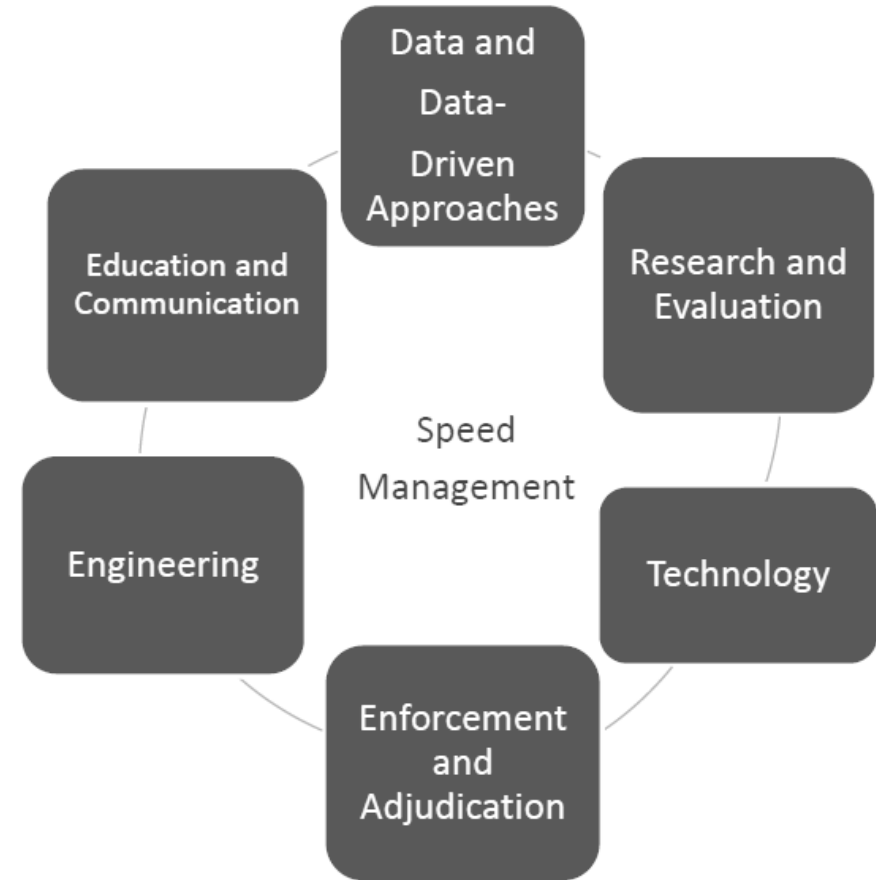 Data and
Data-
Driven
Approaches
Research and
Evaluation
Technology
Enforcement
and
Adjudication
Engineering
Education and
Communication
Speed
Management